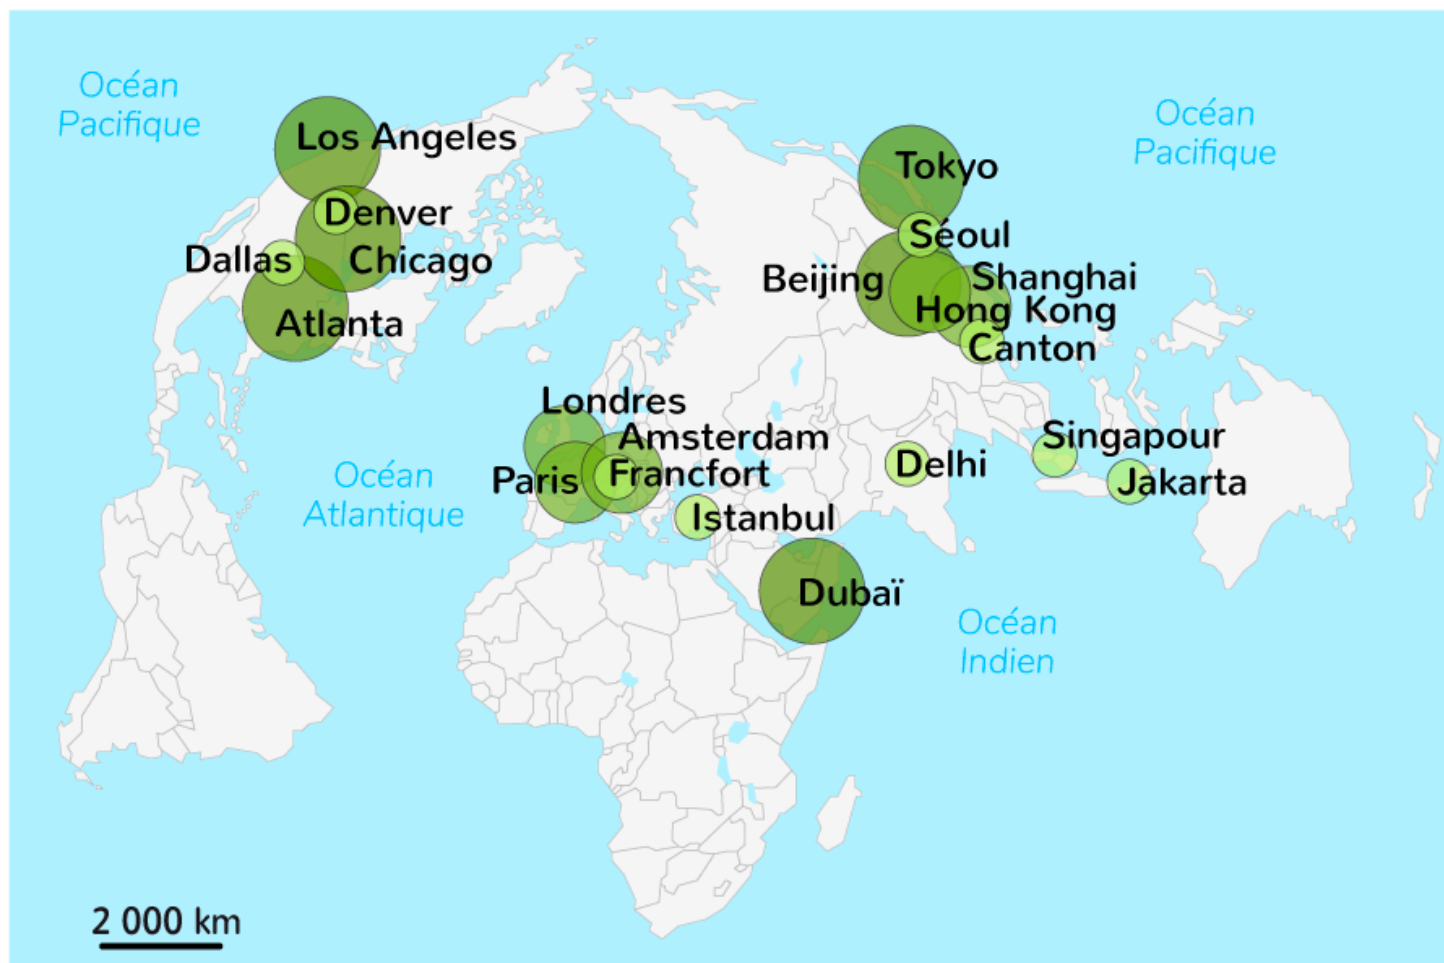 Océan
Pacifique
Océan
Pacifique
Los Angeles
Tokyo
Denver
Séoul
Dallas
Chicago
Beijing
Shanghai
Hong Kong
Atlanta
Canton
Londres
Amsterdam
Singapour
Paris
Francfort
Delhi
Jakarta
Océan
Atlantique
Istanbul
Dubaï
Océan
Indien
2 000 km